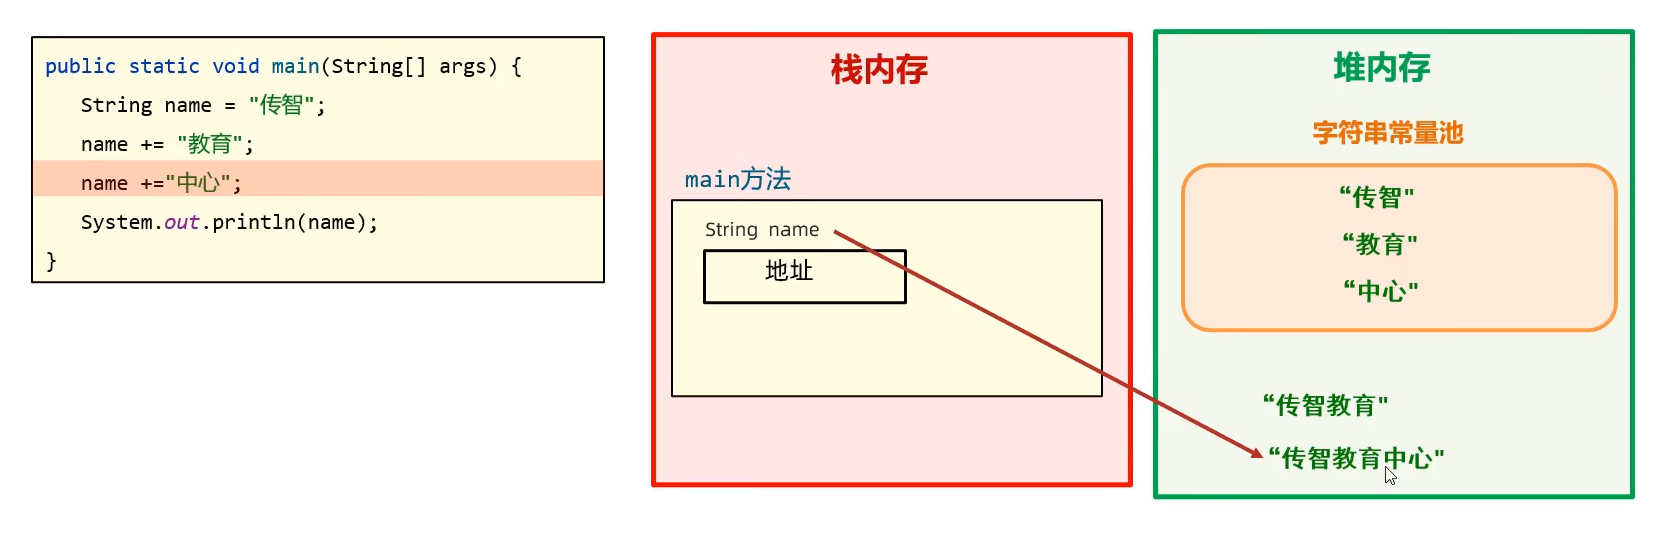 public static void main(String[] args) {
String name = "传智";
name += "教育";
name +="中心";
System.out.println(name);
}
栈内存
main方法
String name
地址
堆内存
字符串常量池
“传智"
“教育"
“中心"
“传智教育"
“传智教育中心"